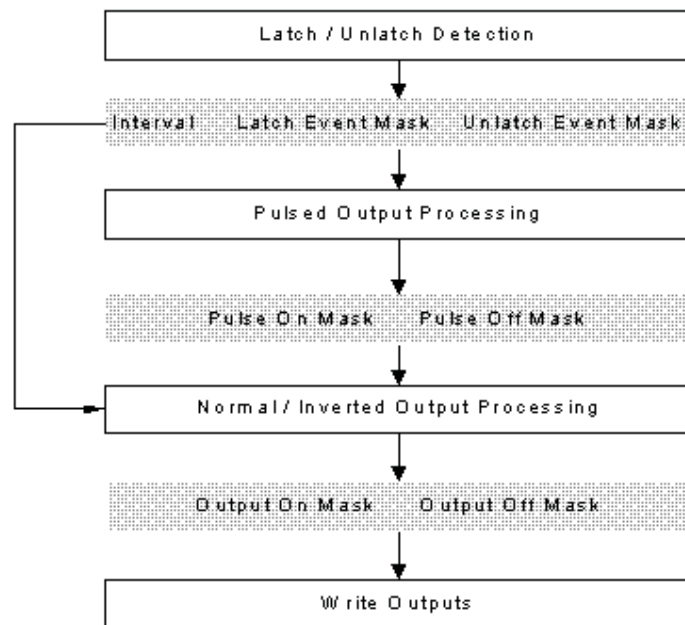 Latch / Unlatch Detection
Interval Latch Event Mask Unlatch Event Mask
Pulsed Output Processing
Pulse On Mask Pulse Off Mask
Normal / Inverted Output Processing
Output On Mask Output Off Mask
Write Outputs